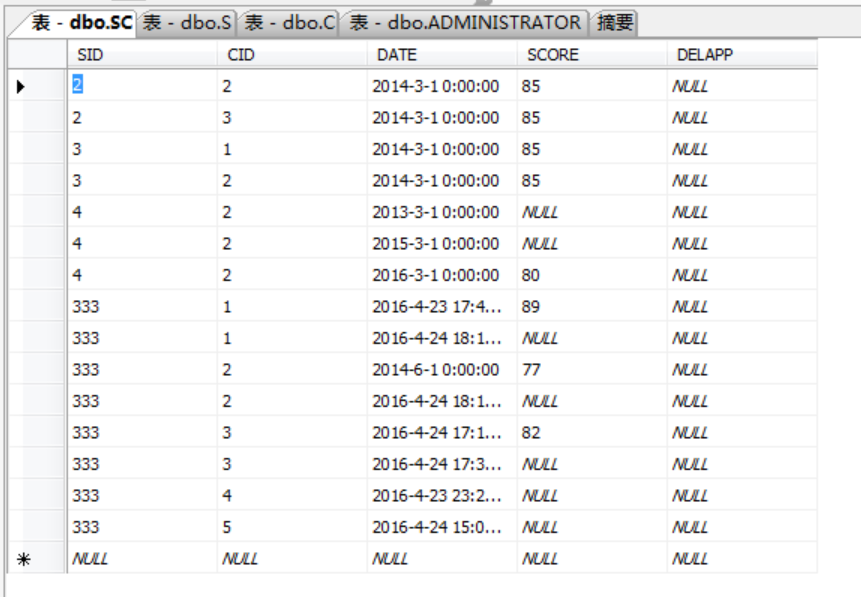 表 - dbo.SC 表 - dbo.S 表 - dbo.C 表 - dbo.ADMINISTRATOR 摘要
SID CID DATE SCORE DELAPP
2 2 2014-3-1 0:00:00 85 NULL
2 3 2014-3-1 0:00:00 85 NULL
3 1 2014-3-1 0:00:00 85 NULL
3 2 2014-3-1 0:00:00 85 NULL
4 2 2013-3-1 0:00:00 NULL NULL
4 2 2015-3-1 0:00:00 NULL NULL
4 2 2016-3-1 0:00:00 80 NULL
333 1 2016-4-23 17:4... 89 NULL
333 1 2016-4-24 18:1... NULL NULL
333 2 2014-6-1 0:00:00 77 NULL
333 2 2016-4-24 18:1... NULL NULL
333 3 2016-4-24 17:1... 82 NULL
333 3 2016-4-24 17:3... NULL NULL
333 4 2016-4-23 23:2... NULL NULL
333 5 2016-4-24 15:0... NULL NULL
NULL NULL NULL NULL NULL